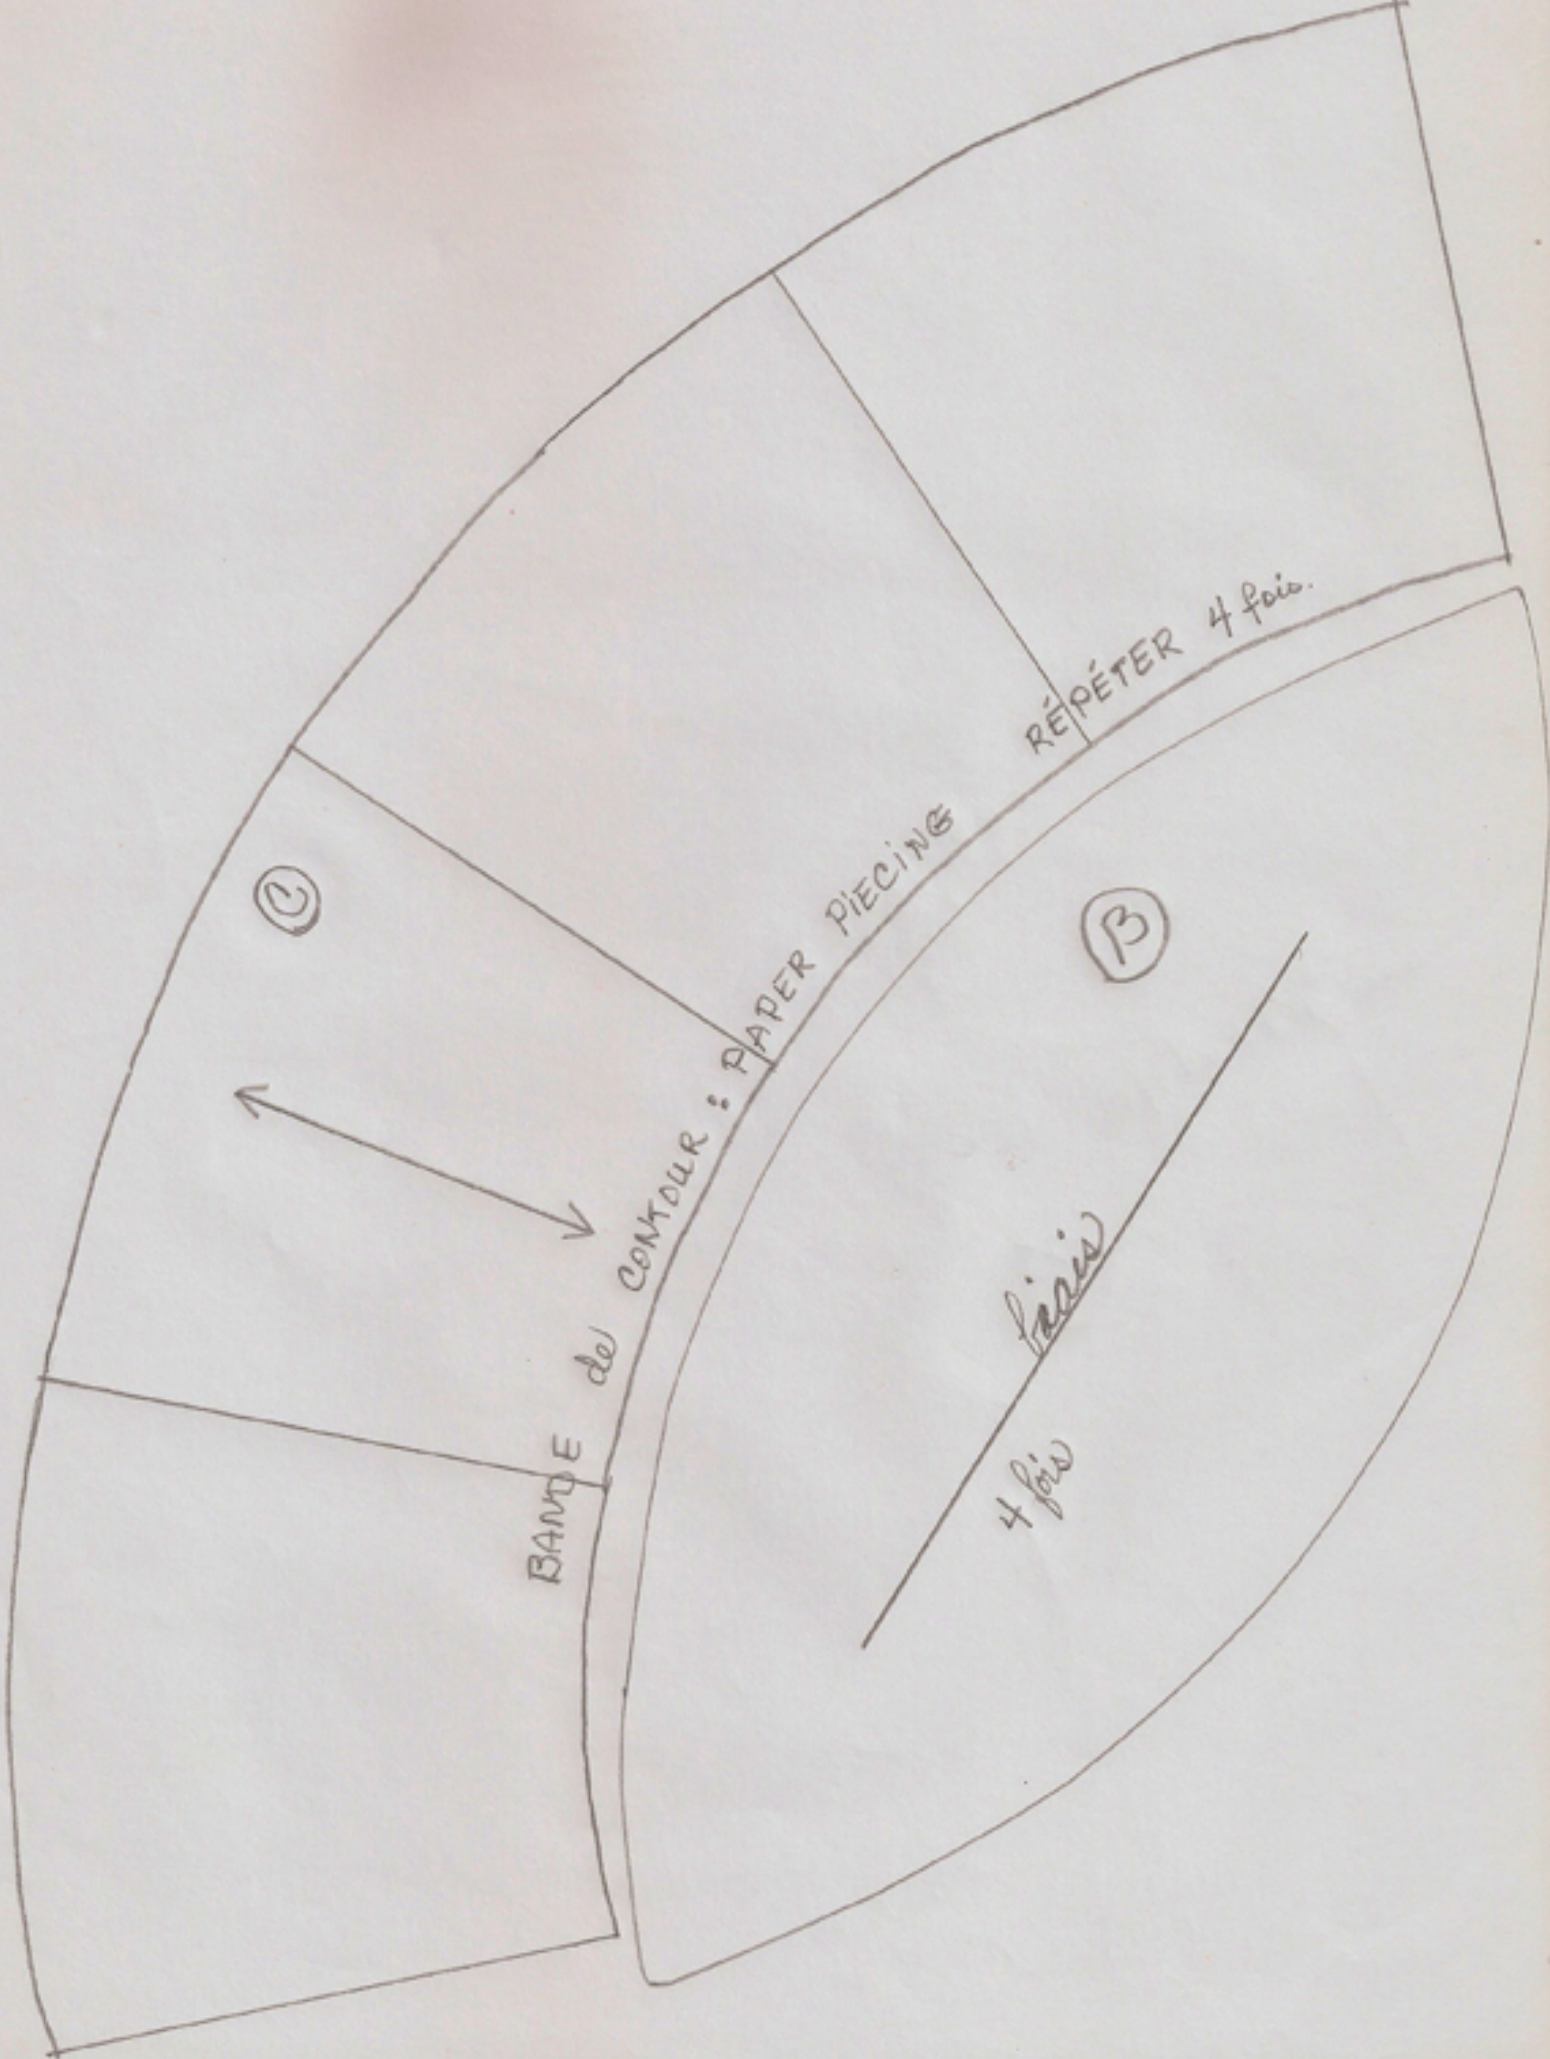 BANDE de CONTOUR : PAPER PIECING RÉPÉTER 4 fois.
C
B
biais
4 fois